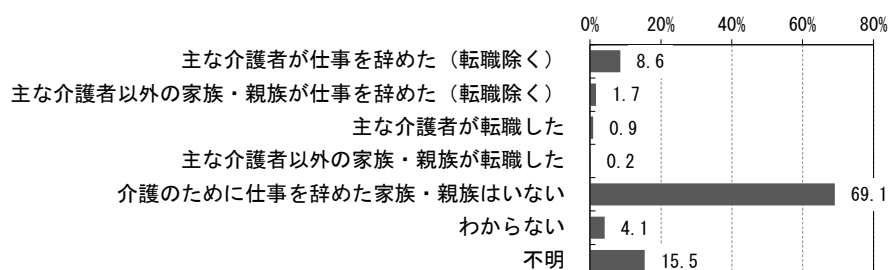 0% 20% 40% 60% 80%
主な介護者が仕事を辞めた（転職除く） 8.6
主な介護者以外の家族・親族が仕事を辞めた（転職除く） 1.7
主な介護者が転職した 0.9
主な介護者以外の家族・親族が転職した 0.2
介護のために仕事を辞めた家族・親族はいない 69.1
わからない 4.1
不明 15.5